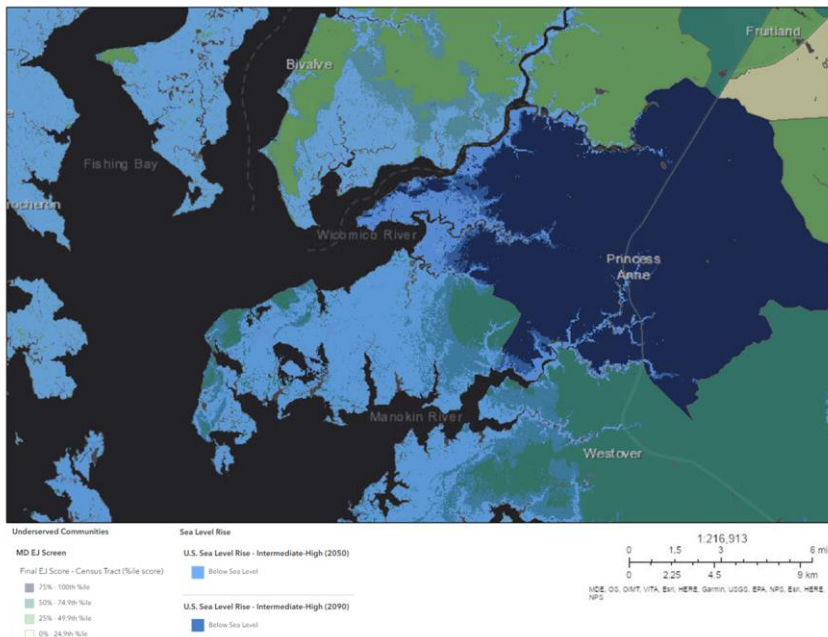 Fruitland
Bivalve
Fishing Bay
rocheron
Wicomico River
Princess
Anne
Manokin River
Westover
Underserved Communities
MD EJ Screen
Final EJ Score - Census Tract (%ile score)
75% - 100th %ile
50% - 74.9th %ile
25% - 49.9th %ile
0% - 24.9th %ile
Sea Level Rise
U.S. Sea Level Rise - Intermediate-High (2050)
Below Sea Level
U.S. Sea Level Rise - Intermediate-High (2090)
Below Sea Level
1:216,913
0 1.5 3 6 mi
0 2.25 4.5 9 km
MDE, OS, OIMT, VITA, Esri, HERE, Garmin, USGS, EPA, NPS, Esri, HERE,
NPS